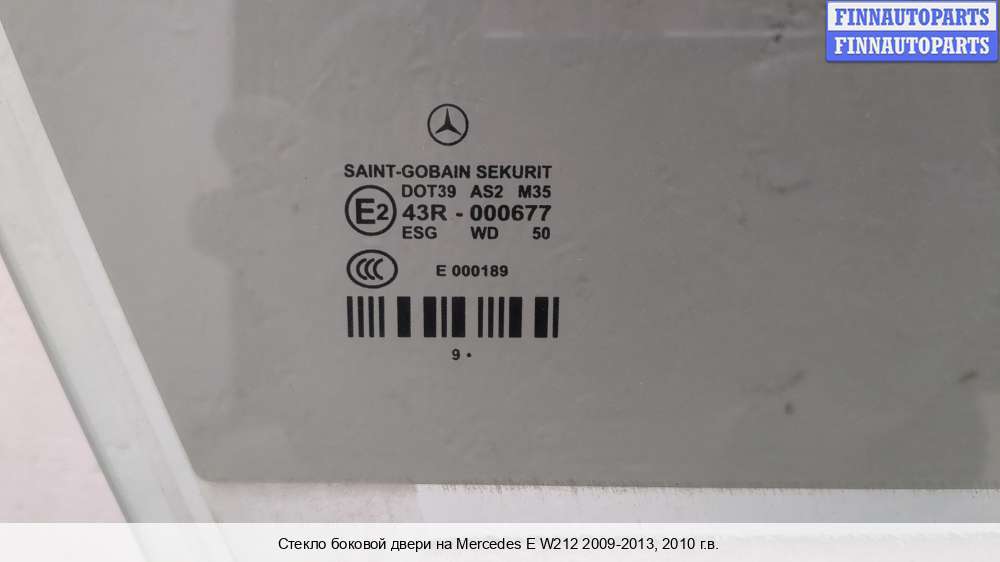 FINNAUTOPARTS
FINNAUTOPARTS
SAINT-GOBAIN SEKURIT
DOT39 AS2 M35
E2 43R - 000677
ESG WD 50
CCC E 000189
9 •
Стекло боковой двери на Mercedes E W212 2009-2013, 2010 г.в.